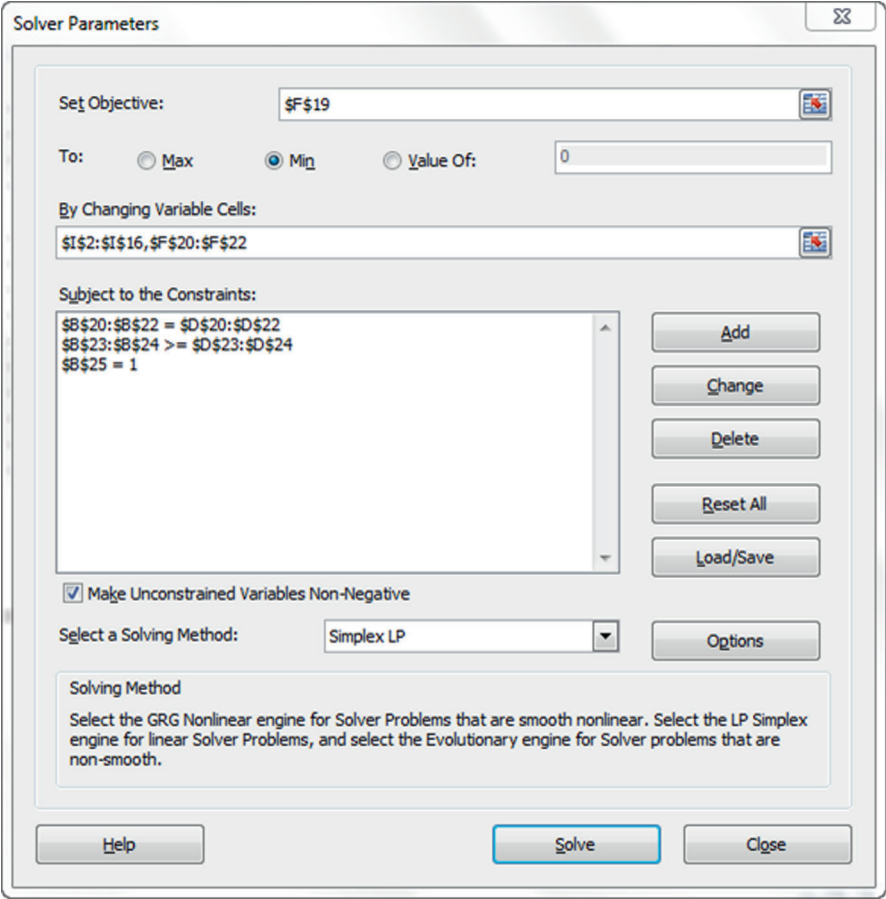 Solver Parameters
Set Objective:
$F$19
To:
Max
Min
Value Of:
0
By Changing Variable Cells:
$I$2:$I$16,$F$20:$F$22
Subject to the Constraints:
$B$20:$B$22 = $D$20:$D$22
$B$23:$B$24 >= $D$23:$D$24
$B$25 = 1
Add
Change
Delete
Reset All
Load/Save
Make Unconstrained Variables Non-Negative
Select a Solving Method:
Simplex LP
Options
Solving Method
Select the GRG Nonlinear engine for Solver Problems that are smooth nonlinear. Select the LP Simplex
engine for linear Solver Problems, and select the Evolutionary engine for Solver problems that are
non-smooth.
Help
Solve
Close